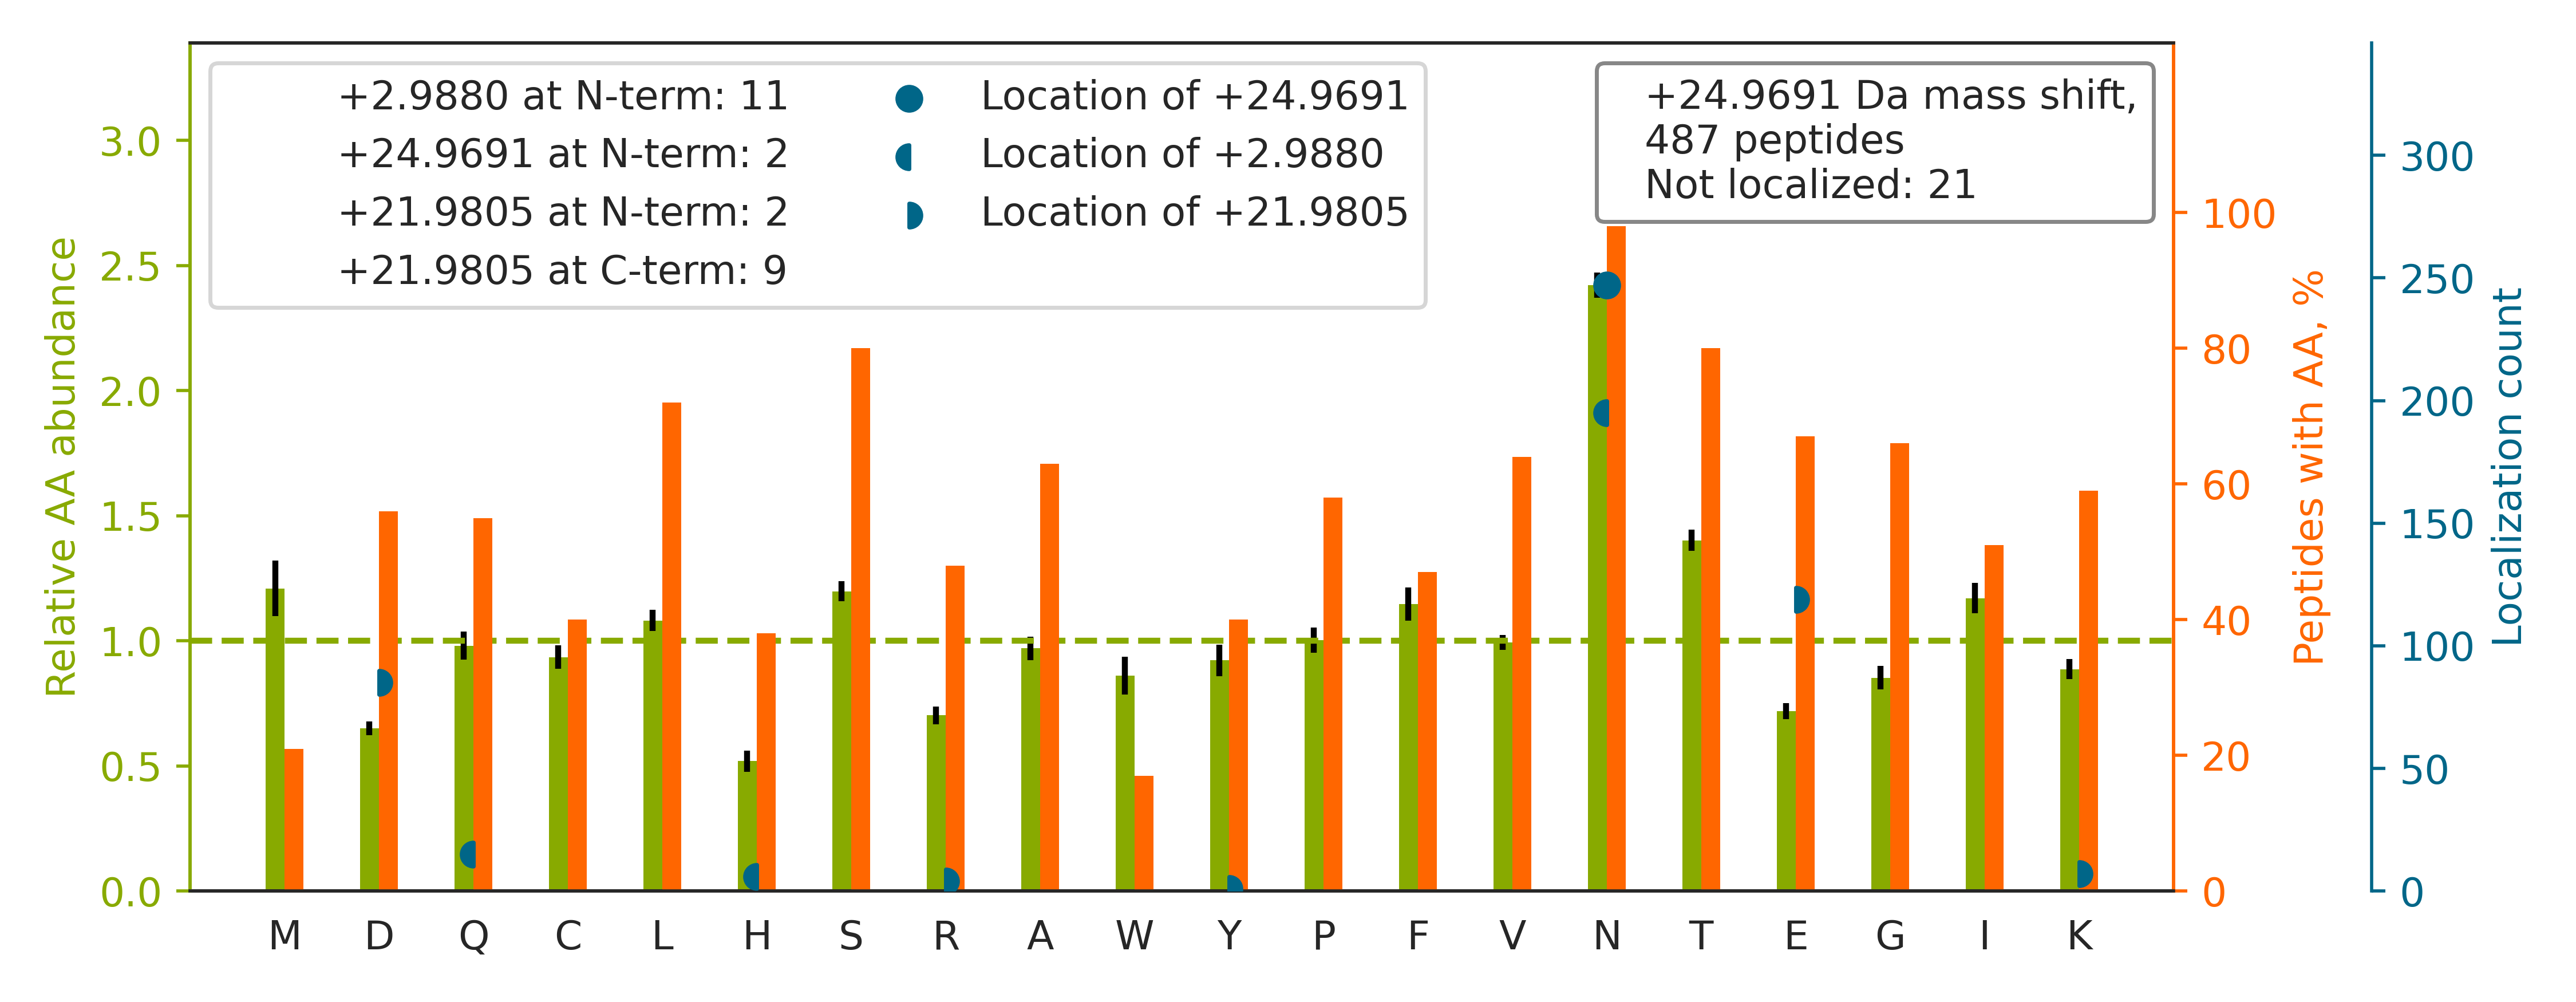 +2.9880 at N-term: 11
+24.9691 at N-term: 2
+21.9805 at N-term: 2
+21.9805 at C-term: 9
Location of +24.9691
Location of +2.9880
Location of +21.9805
+24.9691 Da mass shift,
487 peptides
Not localized: 21
Relative AA abundance
3.0
2.5
2.0
1.5
1.0
0.5
0.0
M D Q C L H S R A W Y P F V N T E G I K
100
80
60
40
20
0
Peptides with AA, %
300
250
200
150
100
50
0
Localization count